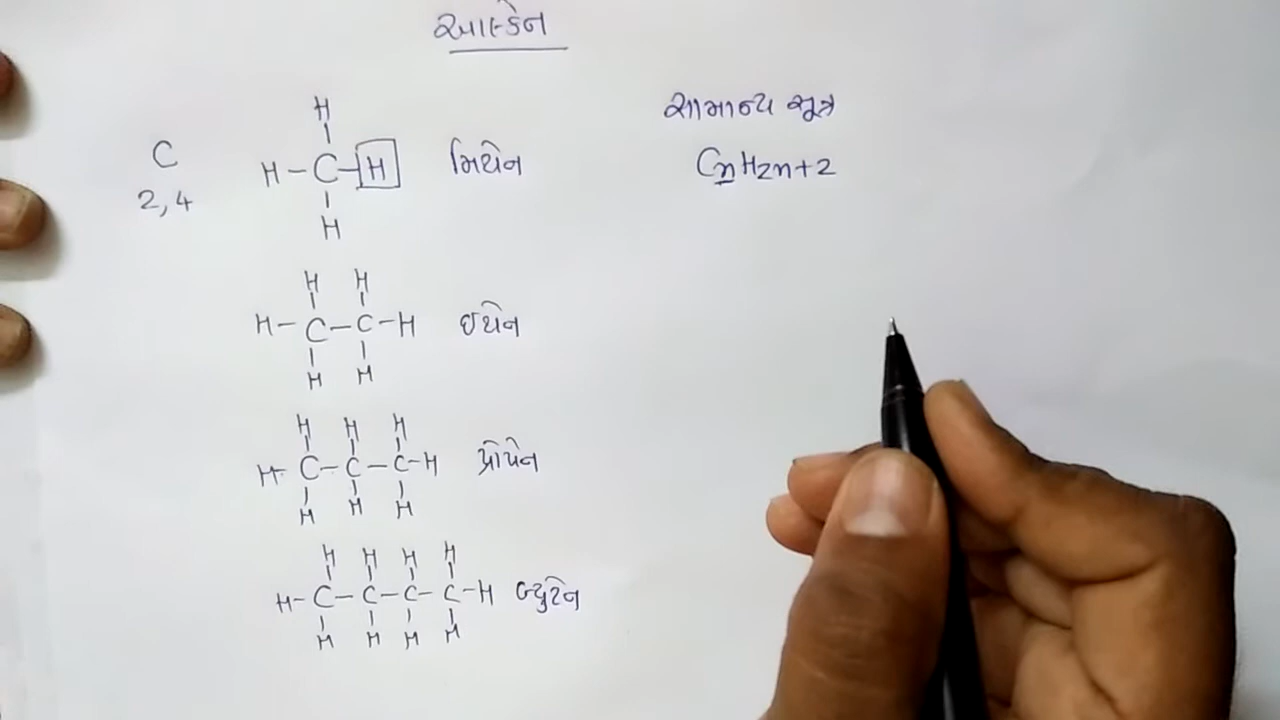 આલ્કેન
સામાન્ય સૂત્ર
CnH2n+2
C
2,4
H
H – C – H મિથેન
H
H H
H – C – C – H ઇથેન
H H
H H H
H – C – C – C – H પ્રોપેન
H H H
H H H H
H – C – C – C – C – H બ્યુટેન
H H H H